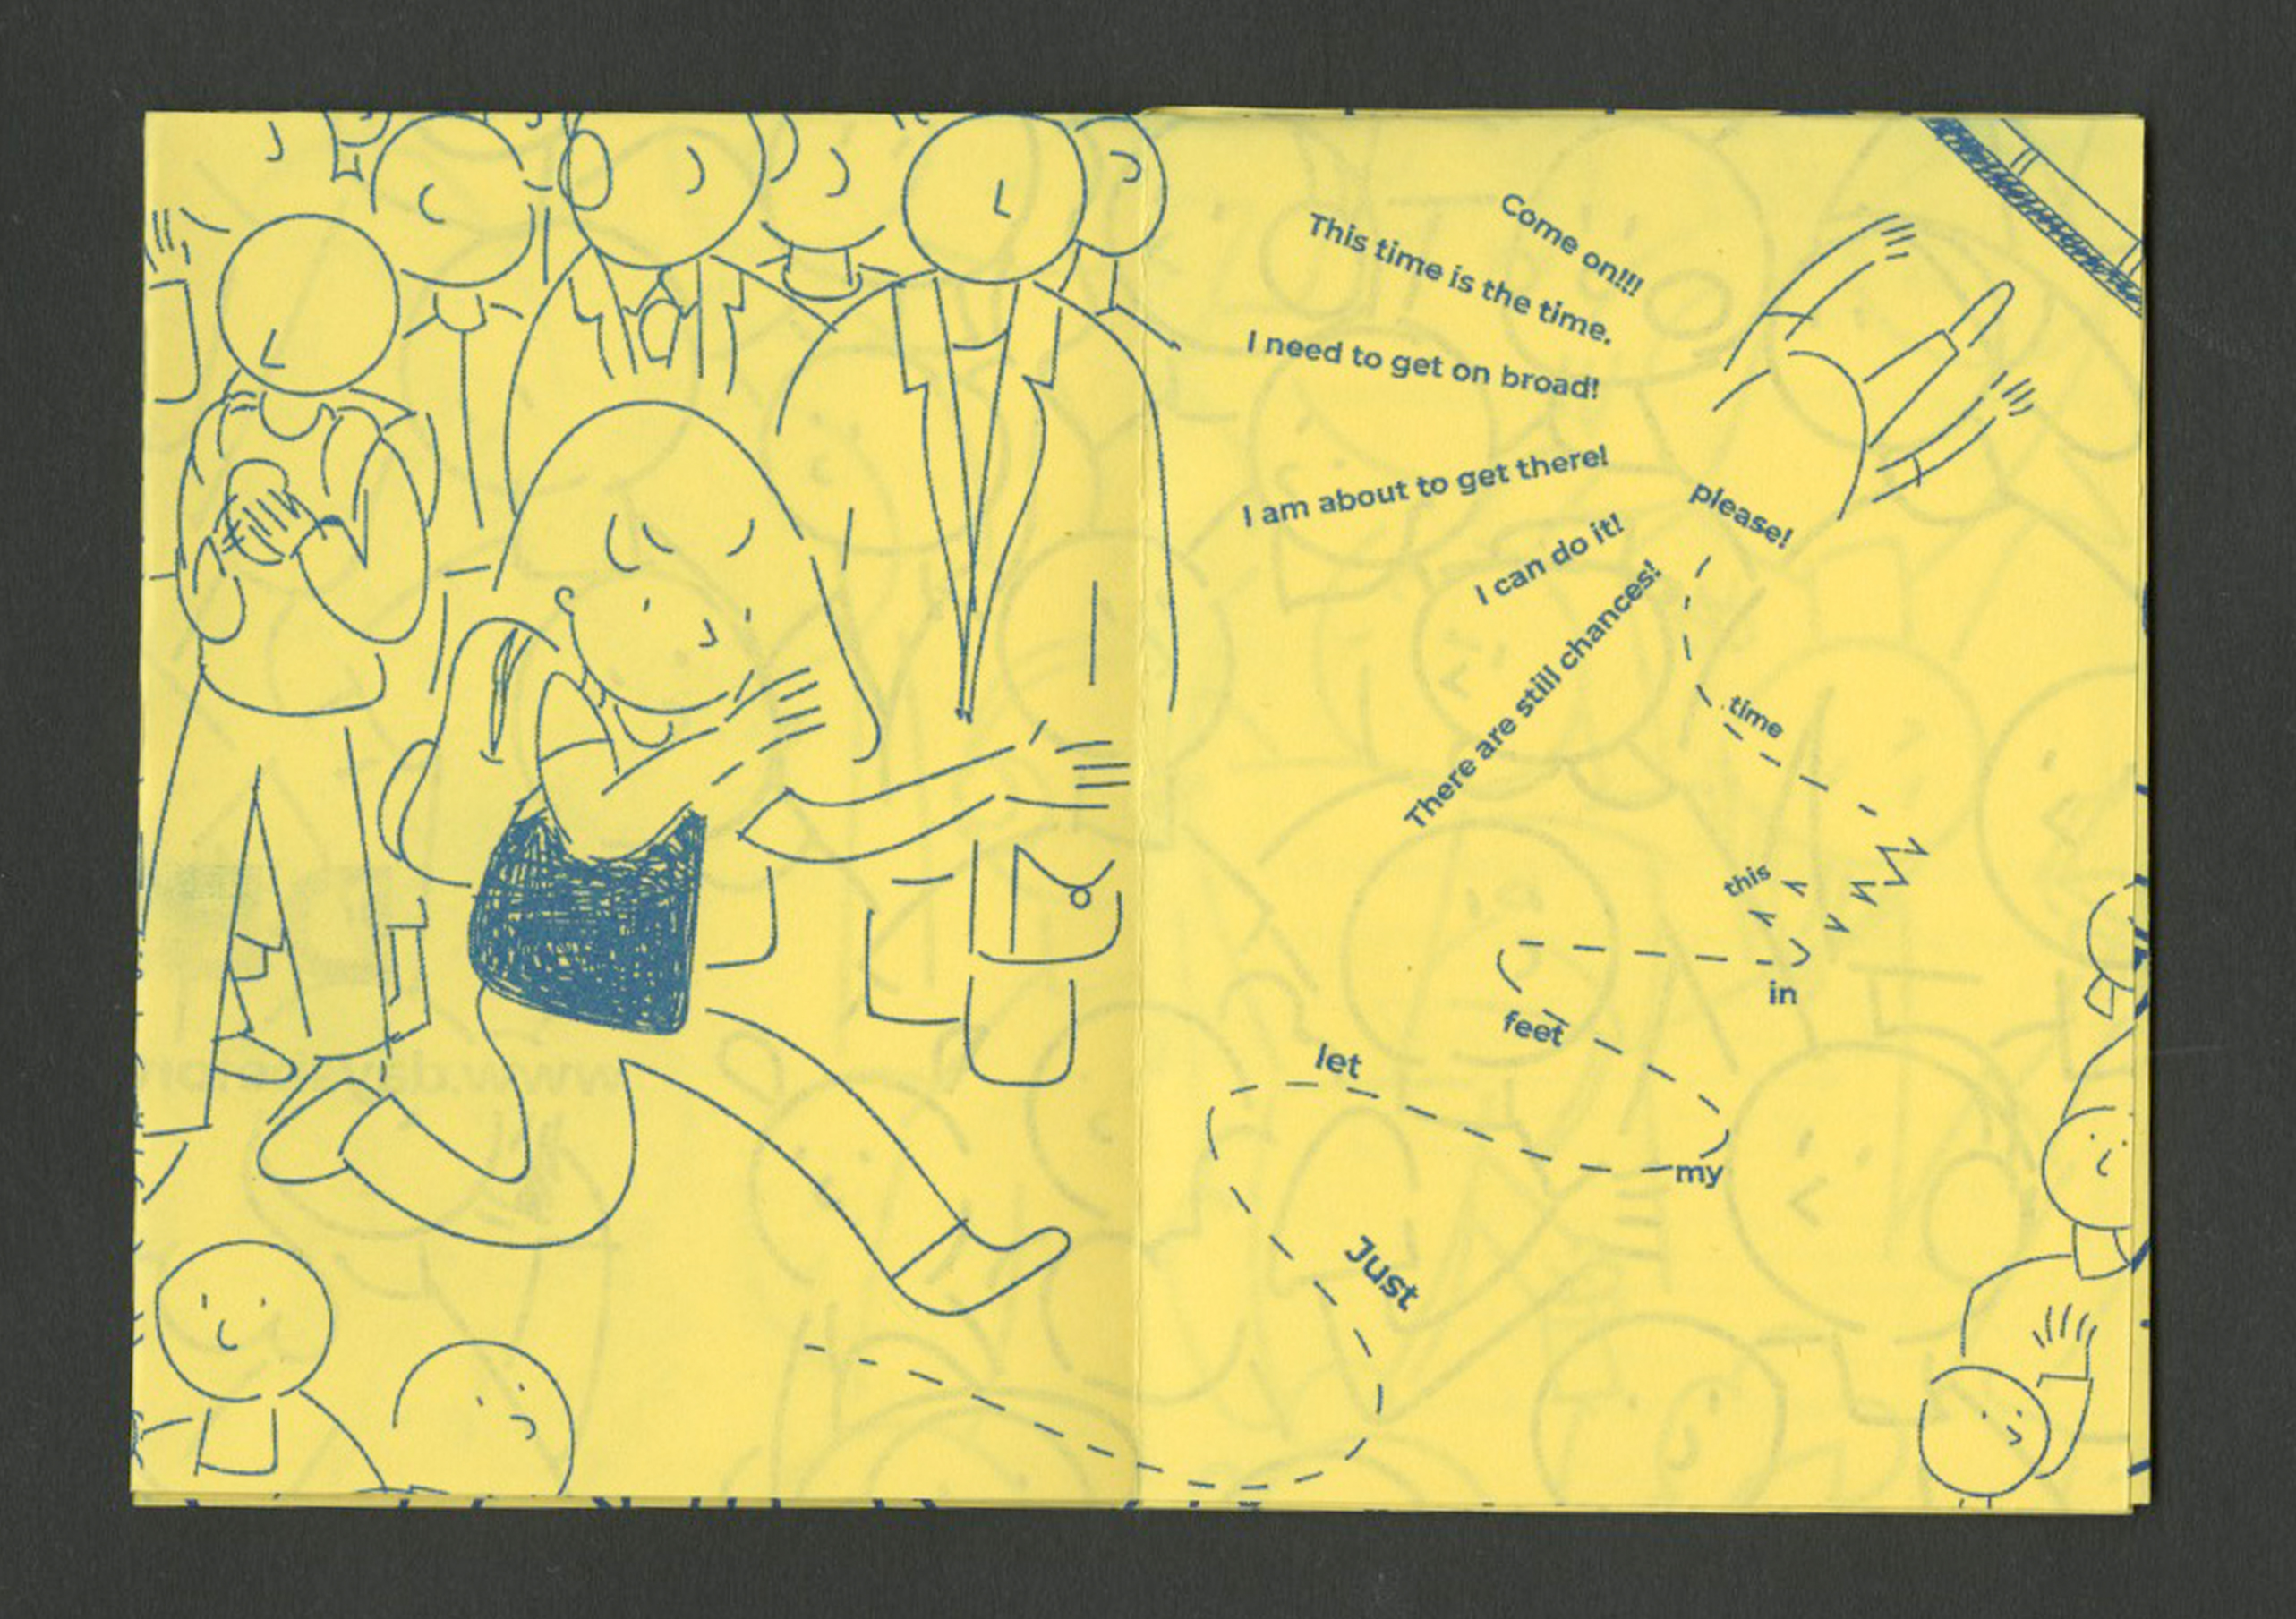 Come on!!!
This time is the time.
I need to get on broad!
I am about to get there!
I can do it!
There are still chances!
Just
let
my
feet
in
this
time
please!